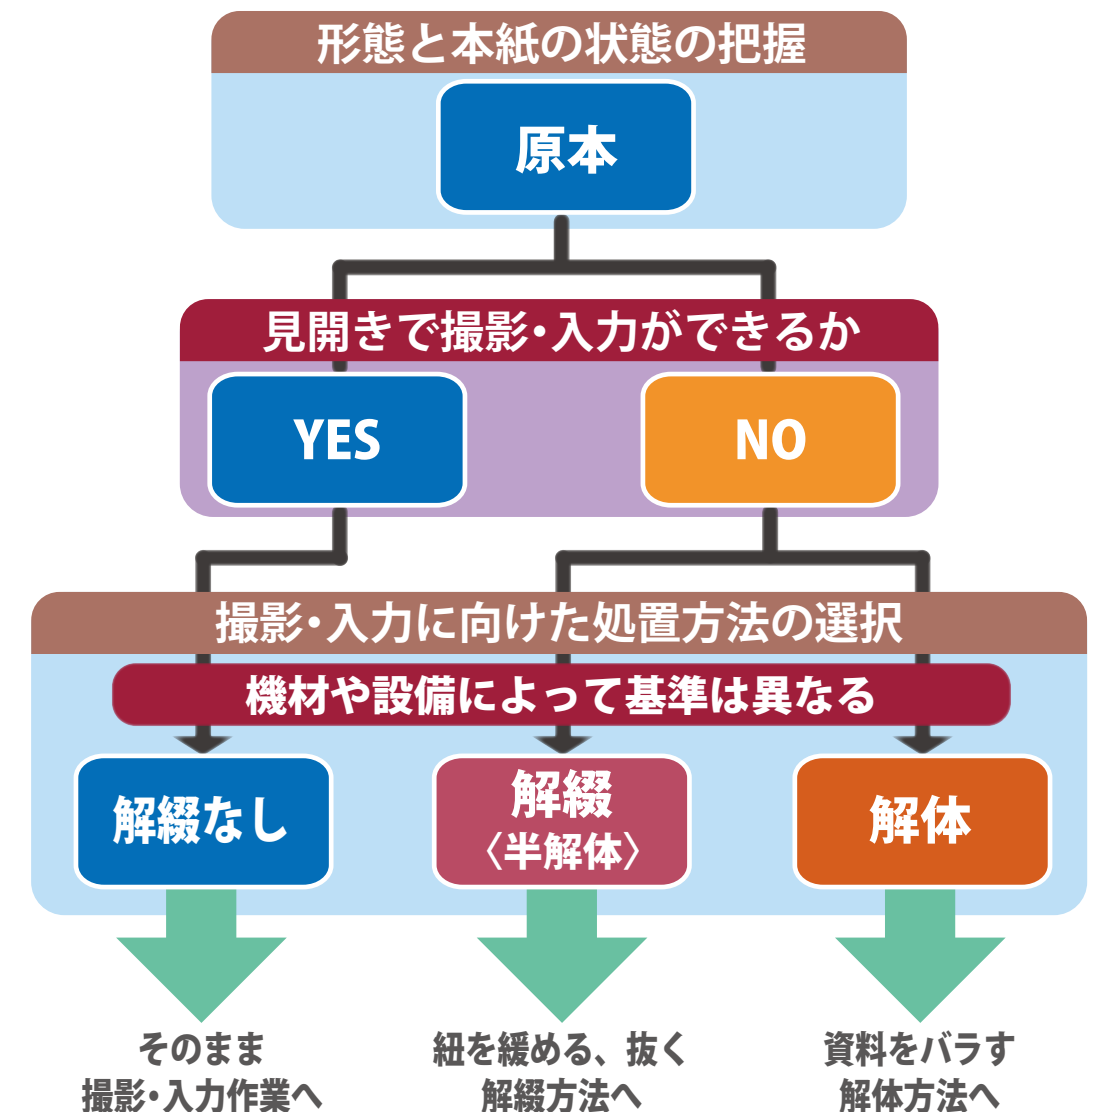 形態と本紙の状態の把握
原本
見開きで撮影・入力ができるか
YES
NO
撮影・入力に向けた処置方法の選択
機材や設備によって基準は異なる
解綴なし
解綴
〈半解体〉
解体
そのまま
撮影・入力作業へ
紐を緩める、抜く
解綴方法へ
資料をバラす
解体方法へ